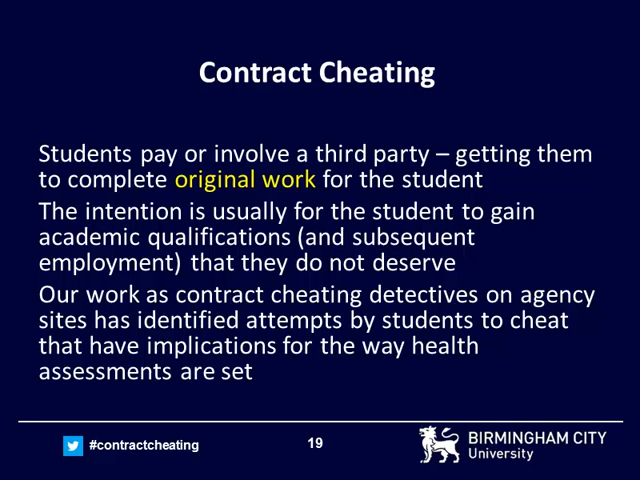 Contract Cheating
Students pay or involve a third party – getting them
to complete original work for the student
The intention is usually for the student to gain
academic qualifications (and subsequent
employment) that they do not deserve
Our work as contract cheating detectives on agency
sites has identified attempts by students to cheat
that have implications for the way health
assessments are set
#contractcheating
19
BIRMINGHAM CITY
University